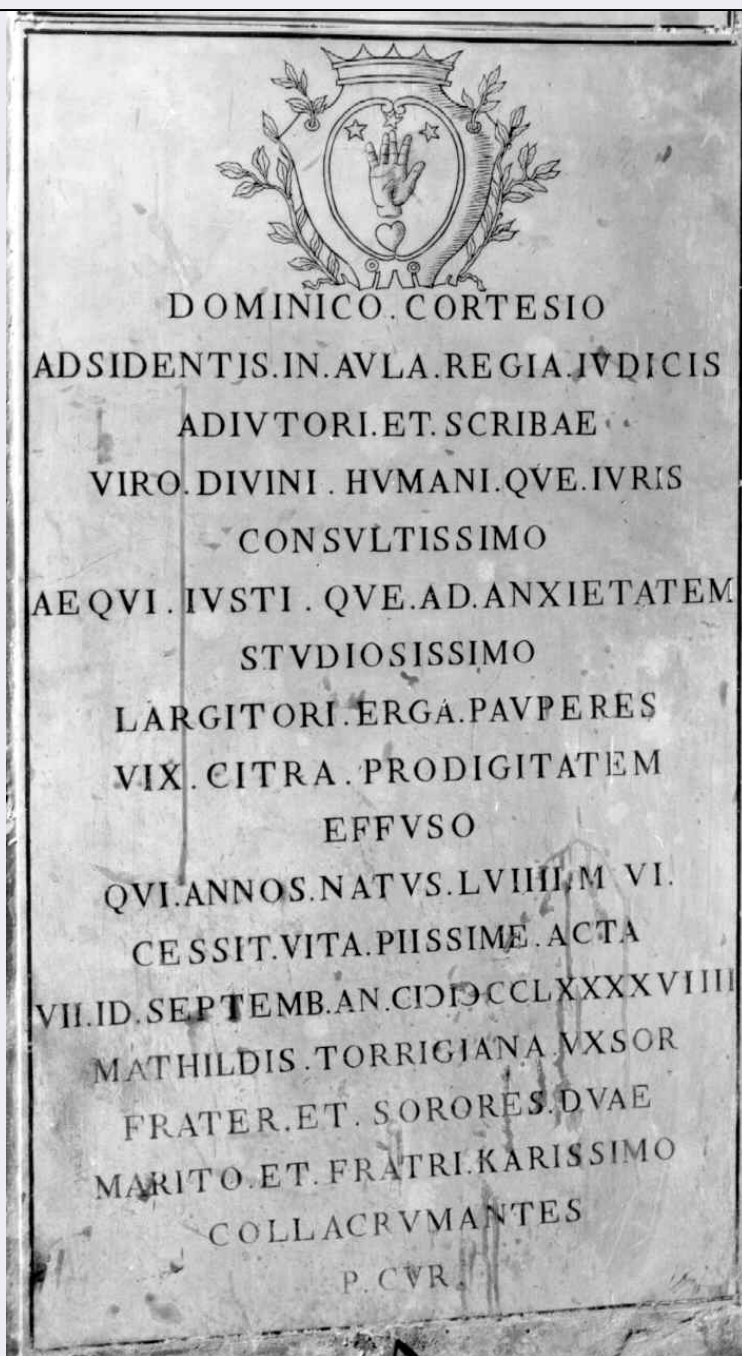 DOMINICO.CORTESIO
ADSIDENTIS.IN.AVLA.REGIA.IVDICIS
ADIVTORI.ET.SCRIBAE
VIRO.DIVINI.HVMANI.QVE.IVRIS
CONSVLTISSIMO
AEQVI.IVSTI.QVE.AD.ANXIETATEM
STVDIOSISSIMO
LARGITORI.ERGA.PAVPERES
VIX.CITRA.PRODIGITATEM
EFFVSO
QVI.ANNOS.NATVS.LVIIII.M VI.
CESSIT.VITA.PIISSIME.ACTA
VII.ID.SEPTEMB.AN.CIↃIↃCCLXXXXVIIII
MATHILDIS.TORRIGIANA.VXSOR
FRATER.ET.SORORES.DVAE
MARITO.ET.FRATRI.KARISSIMO
COLLACRVMANTES
P.CVR.